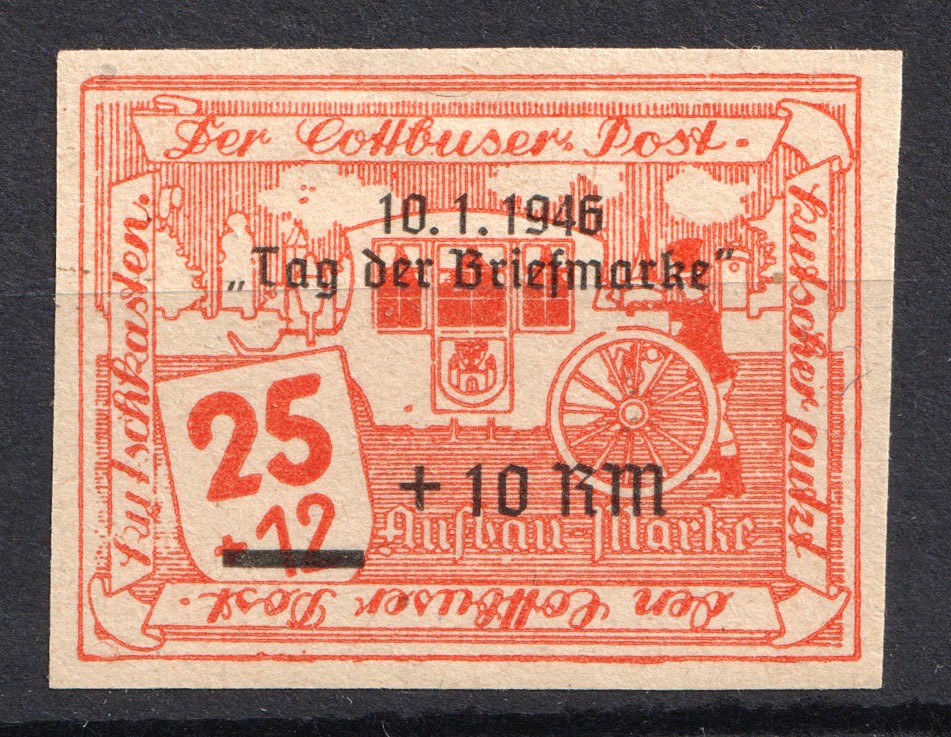 Der Cottbuser Post-
kutscher putzt
den Cottbuser Post-
kutschkasten.
10. 1. 1946
„Tag der Briefmarke“
25
+12
+ 10 RM
Aufbau-Marke